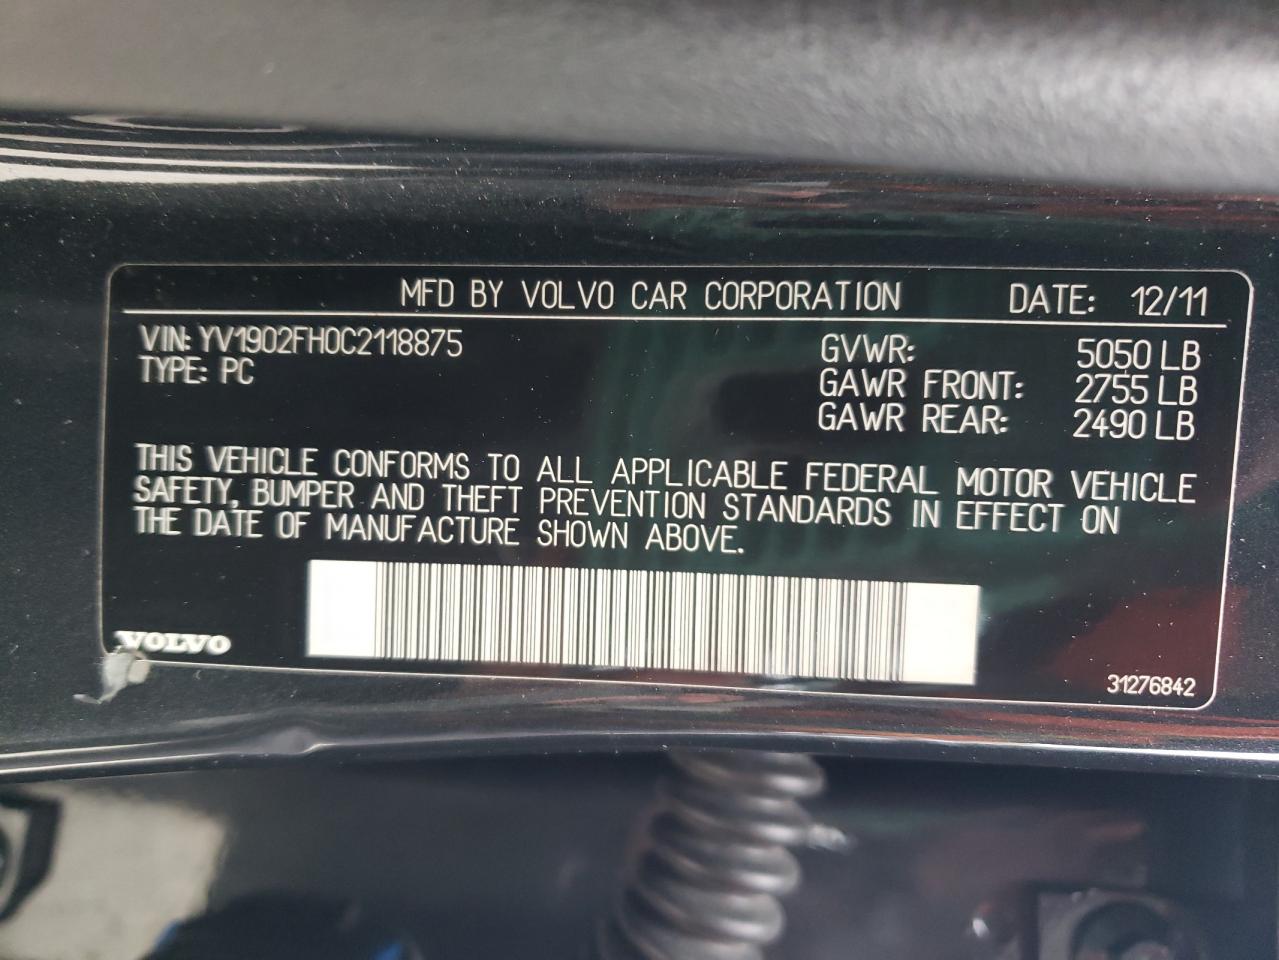 MFD BY VOLVO CAR CORPORATION DATE: 12/11
VIN: YV1902FH0C2118875 GVWR: 5050 LB
TYPE: PC GAWR FRONT: 2755 LB
GAWR REAR: 2490 LB
THIS VEHICLE CONFORMS TO ALL APPLICABLE FEDERAL MOTOR VEHICLE
SAFETY, BUMPER AND THEFT PREVENTION STANDARDS IN EFFECT ON
THE DATE OF MANUFACTURE SHOWN ABOVE.
VOLVO
31276842